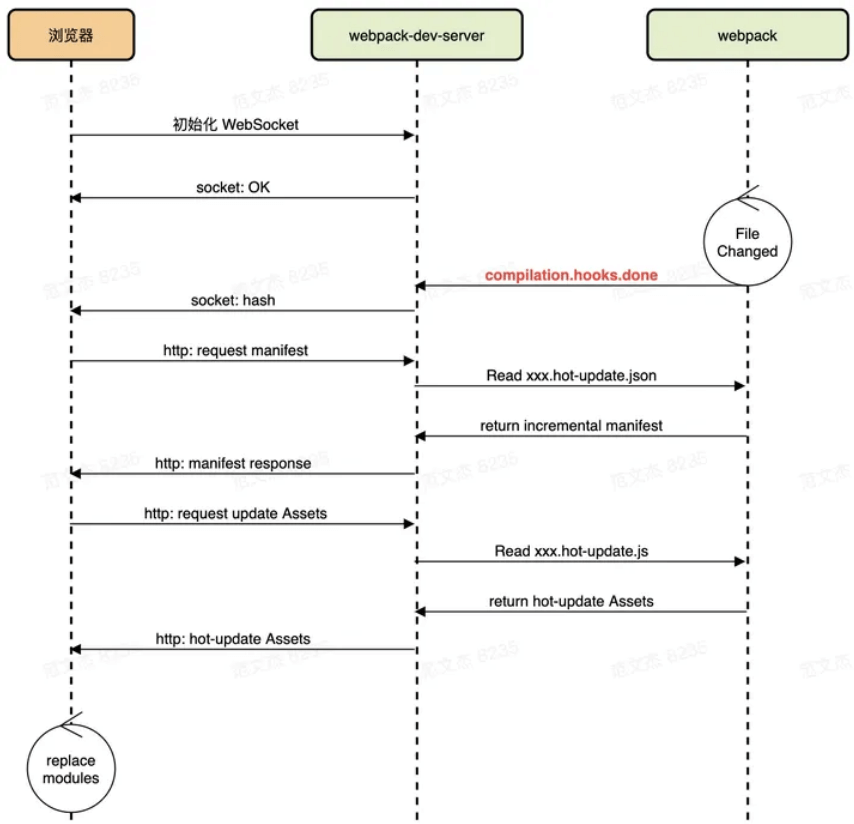 浏览器
webpack-dev-server
webpack
初始化 WebSocket
socket: OK
File
Changed
compilation.hooks.done
socket: hash
http: request manifest
Read xxx.hot-update.json
return incremental manifest
http: manifest response
http: request update Assets
Read xxx.hot-update.js
return hot-update Assets
http: hot-update Assets
replace
modules
范文杰 8235